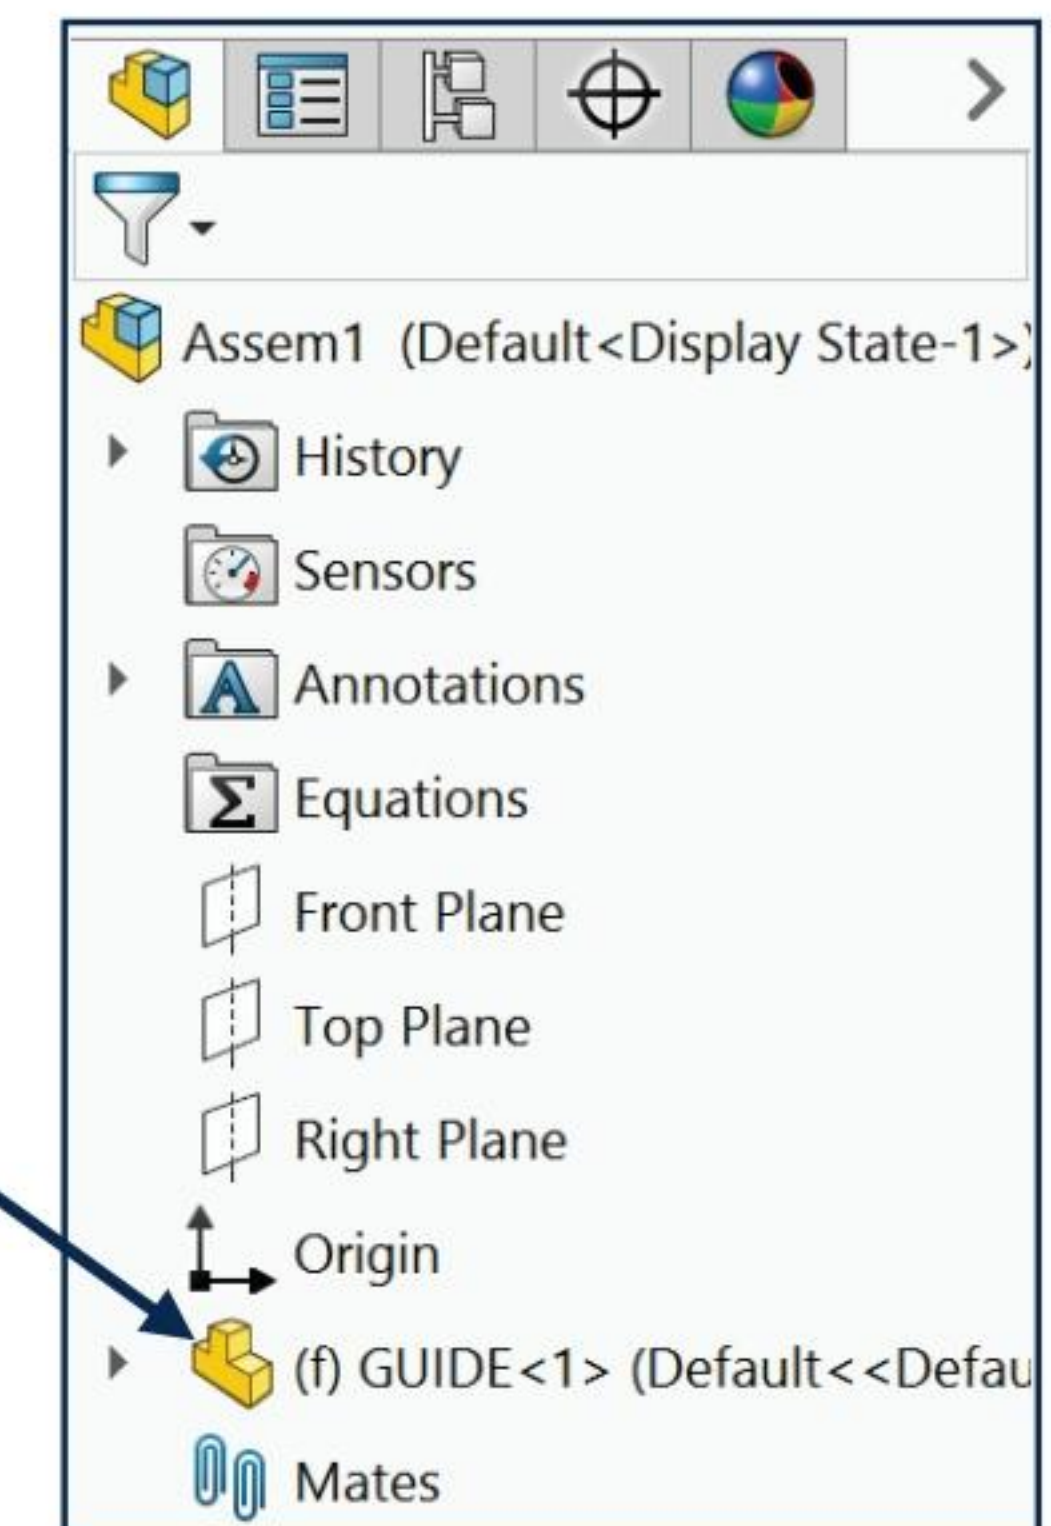 Assem1 (Default<Display State-1>)
History
Sensors
Annotations
Equations
Front Plane
Top Plane
Right Plane
Origin
(f) GUIDE<1> (Default<<Defau
Mates